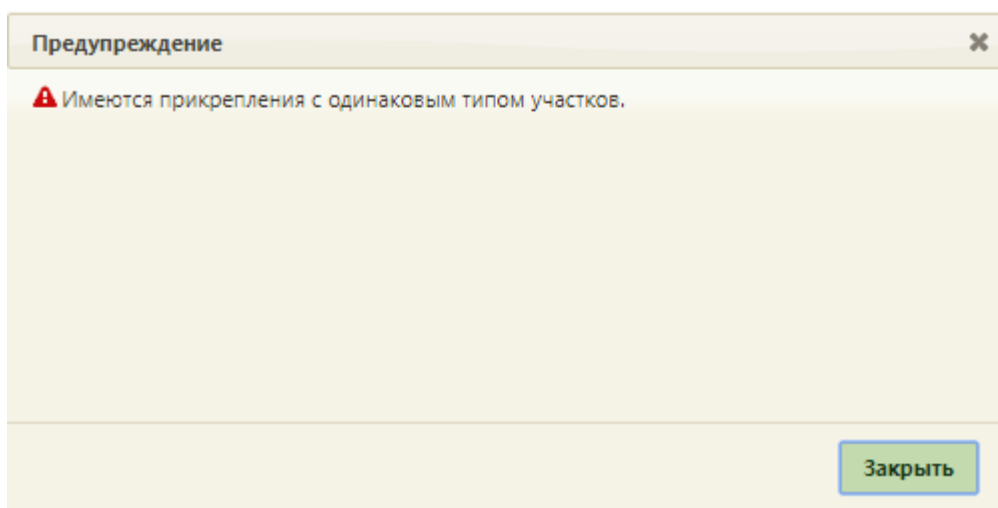 Предупреждение
Имеются прикрепления с одинаковым типом участков.
Закрыть